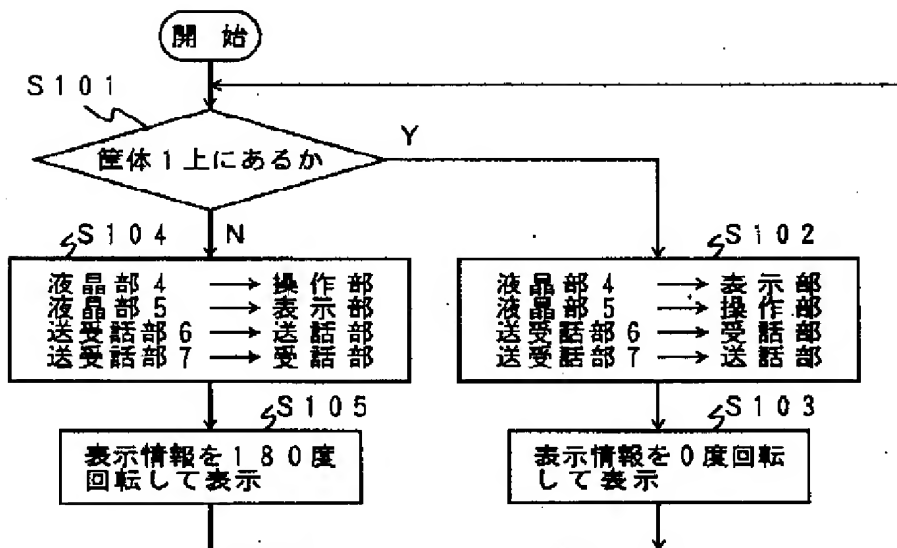 開始
S101
筐体1上にあるか
Y
N
S104
液晶部4 → 操作部
液晶部5 → 表示部
送受話部6 → 送話部
送受話部7 → 受話部
S102
液晶部4 → 表示部
液晶部5 → 操作部
送受話部6 → 受話部
送受話部7 → 送話部
S105
表示情報を180度
回転して表示
S103
表示情報を0度回転
して表示